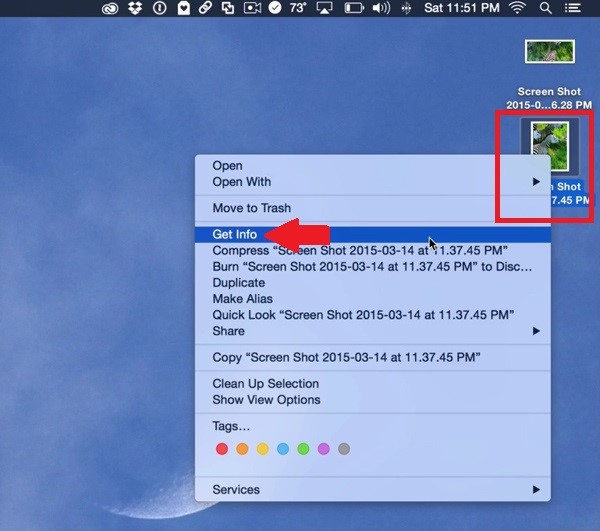 73° Sat 11:51 PM
Screen Shot
2015-0...6.28 PM
Shot
7.45 PM
Open
Open With
Move to Trash
Get Info
Compress “Screen Shot 2015-03-14 at 11.37.45 PM”
Burn “Screen Shot 2015-03-14 at 11.37.45 PM” to Disc...
Duplicate
Make Alias
Quick Look “Screen Shot 2015-03-14 at 11.37.45 PM”
Share
Copy “Screen Shot 2015-03-14 at 11.37.45 PM”
Clean Up Selection
Show View Options
Tags...
Services